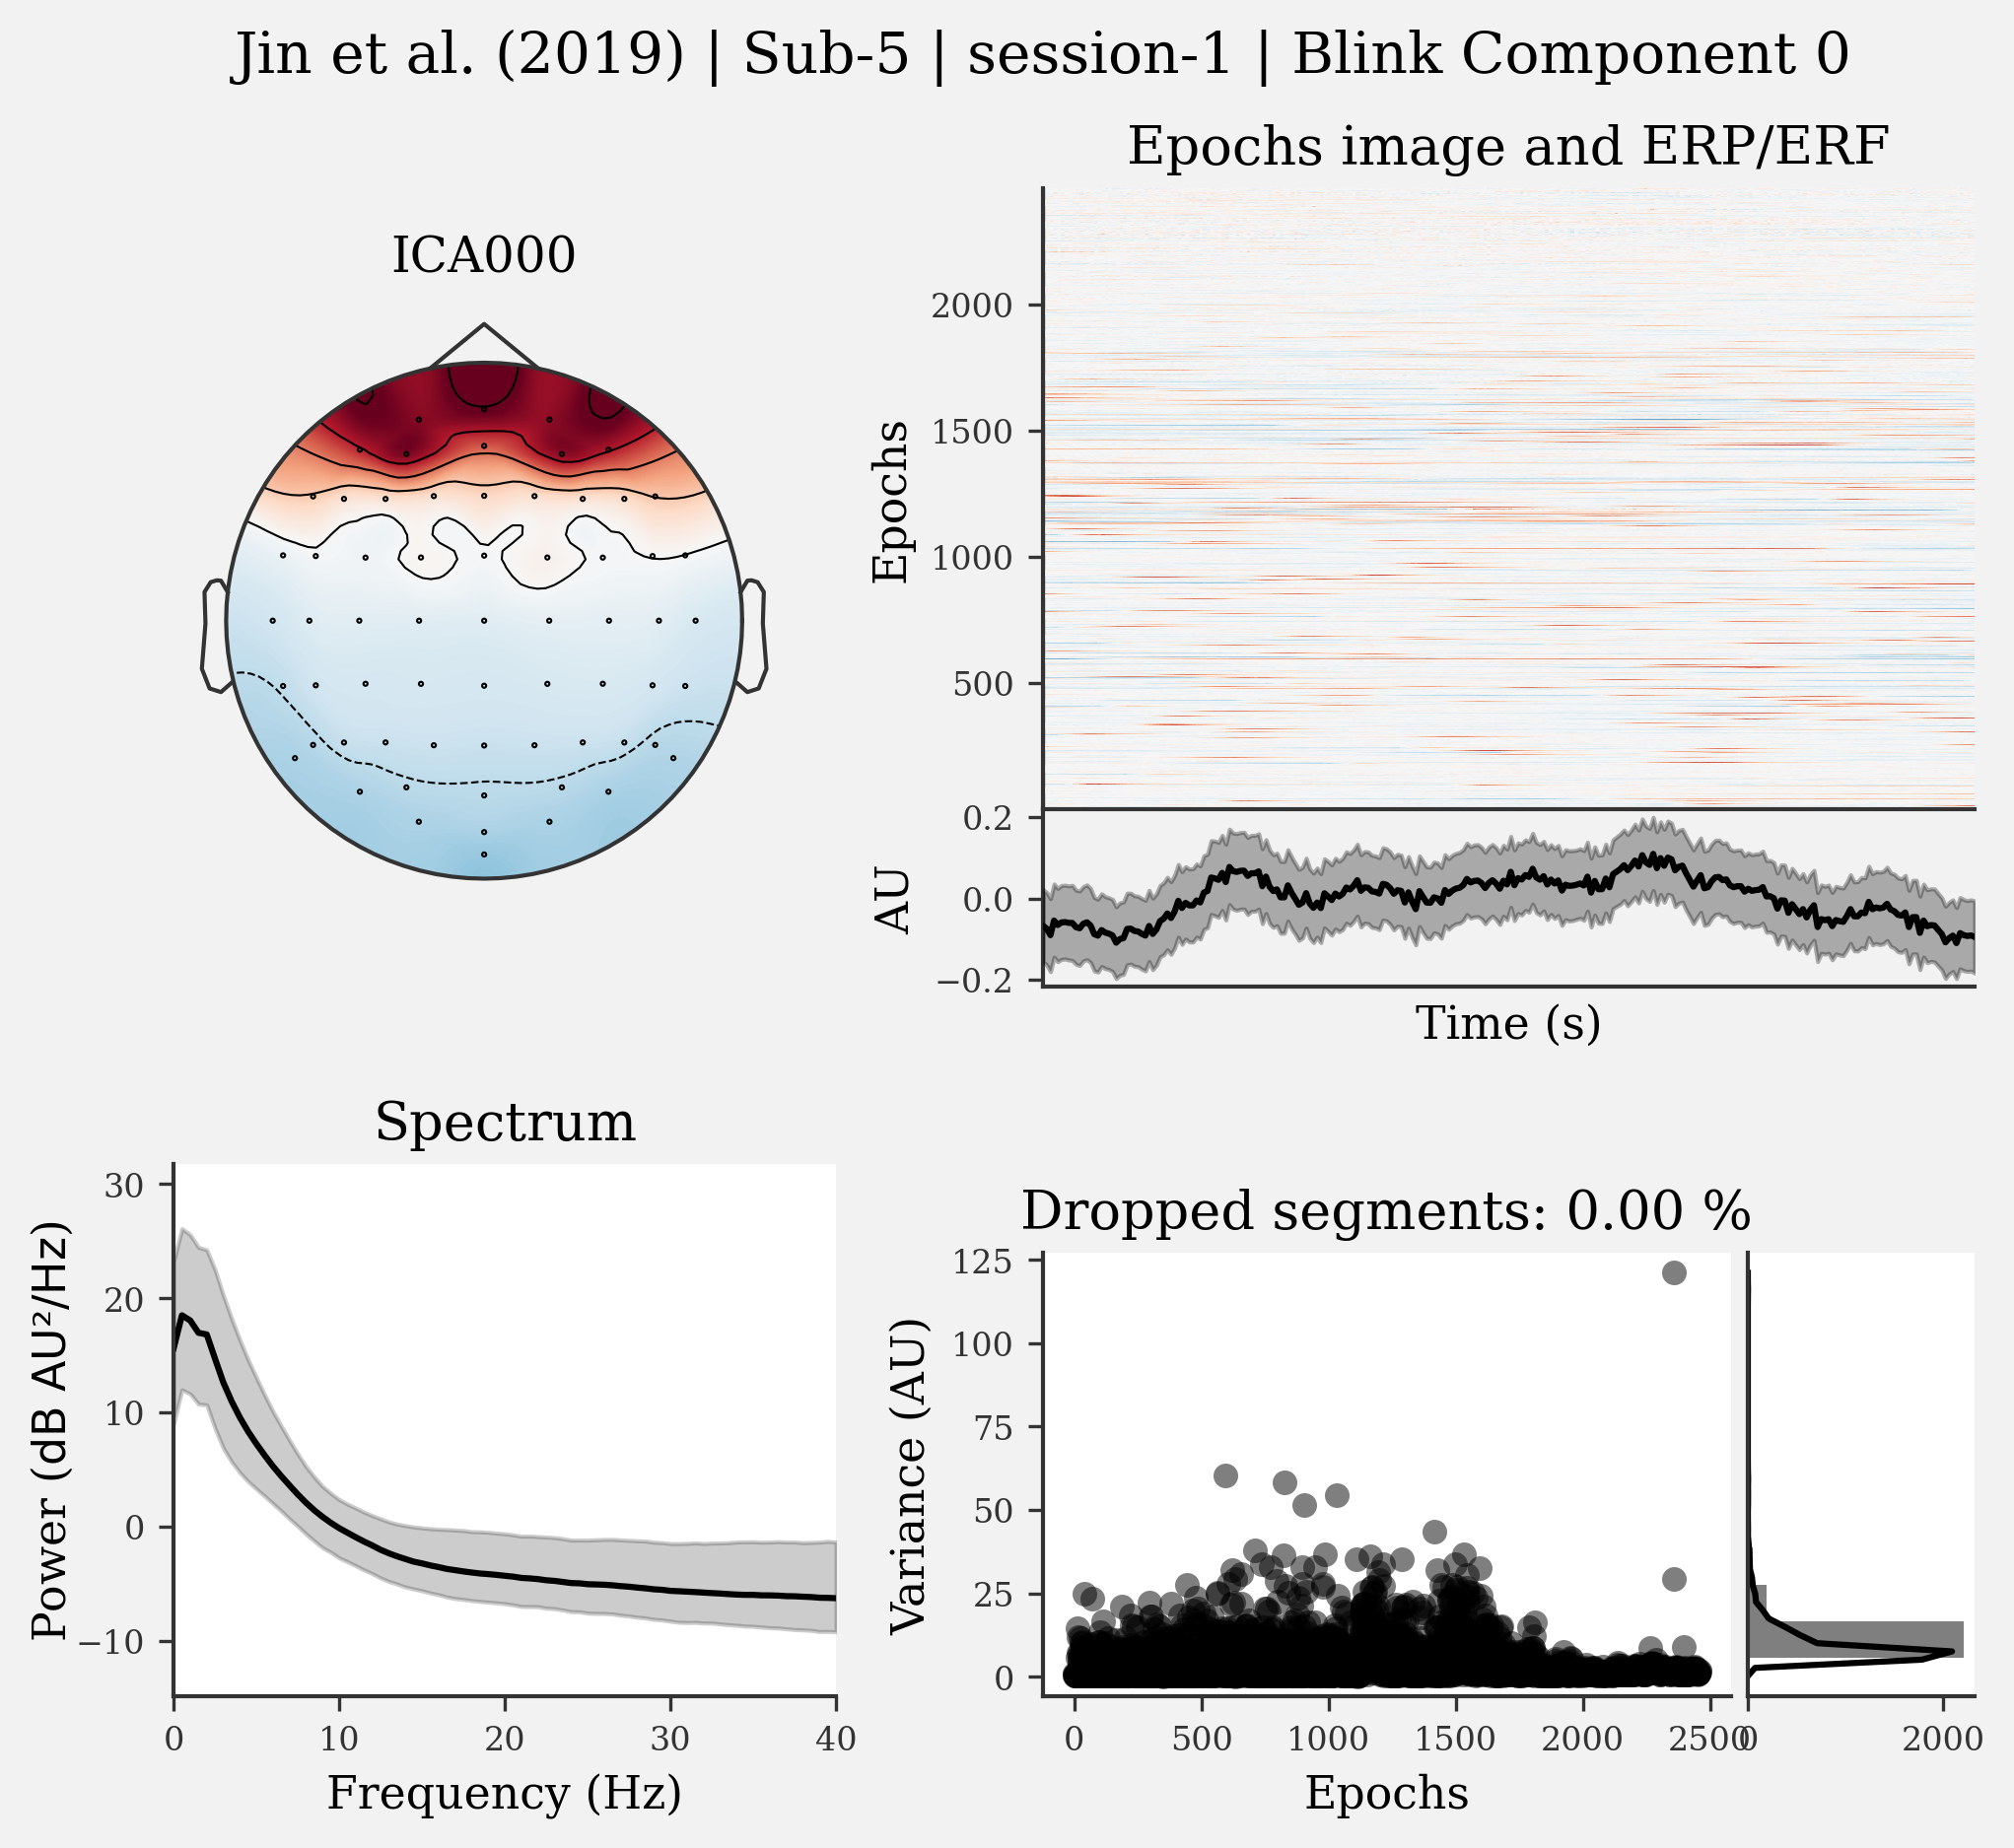 Jin et al. (2019) | Sub-5 | session-1 | Blink Component 0
ICA000
Epochs image and ERP/ERF
Epochs
2000
1500
1000
500
AU
0.2
0.0
−0.2
Time (s)
Spectrum
Power (dB AU²/Hz)
30
20
10
0
−10
0 10 20 30 40
Frequency (Hz)
Dropped segments: 0.00 %
Variance (AU)
125
100
75
50
25
0
0 500 1000 1500 2000 2500
0 2000
Epochs